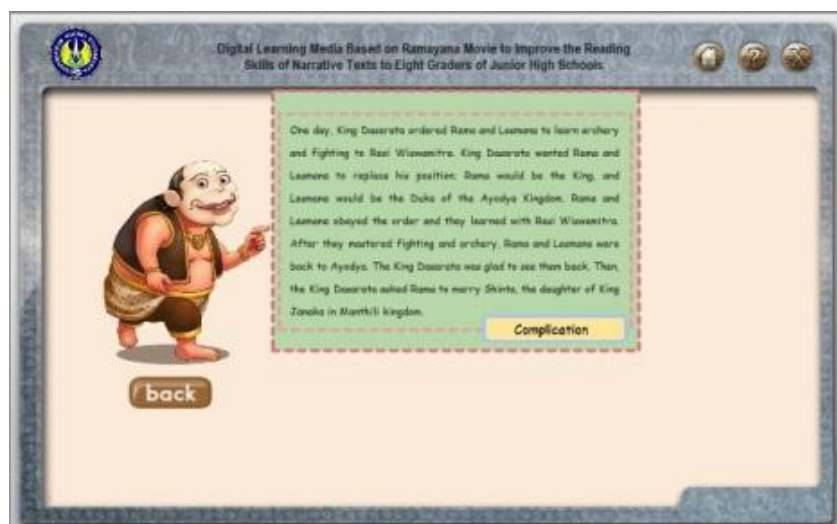 Digital Learning Media Based on Ramayana Movie to Improve the Reading
Skills of Narrative Texts to Eight Graders of Junior High Schools
One day, King Dasarata ordered Rama and Lesmana to learn archery
and fighting to Resi Wiswamitra. King Dasarata wanted Rama and
Lesmana to replace his position: Rama would be the King, and
Lesmana would be the Duke of the Ayodya Kingdom. Rama and
Lesmana obeyed the order and they learned with Resi Wiswamitra.
After they mastered fighting and archery, Rama and Lesmana were
back to Ayodya. The King Dasarata was glad to see them back. Then,
the King Dasarata asked Rama to marry Shinta, the daughter of King
Janaka in Manthili kingdom.
Complication
back